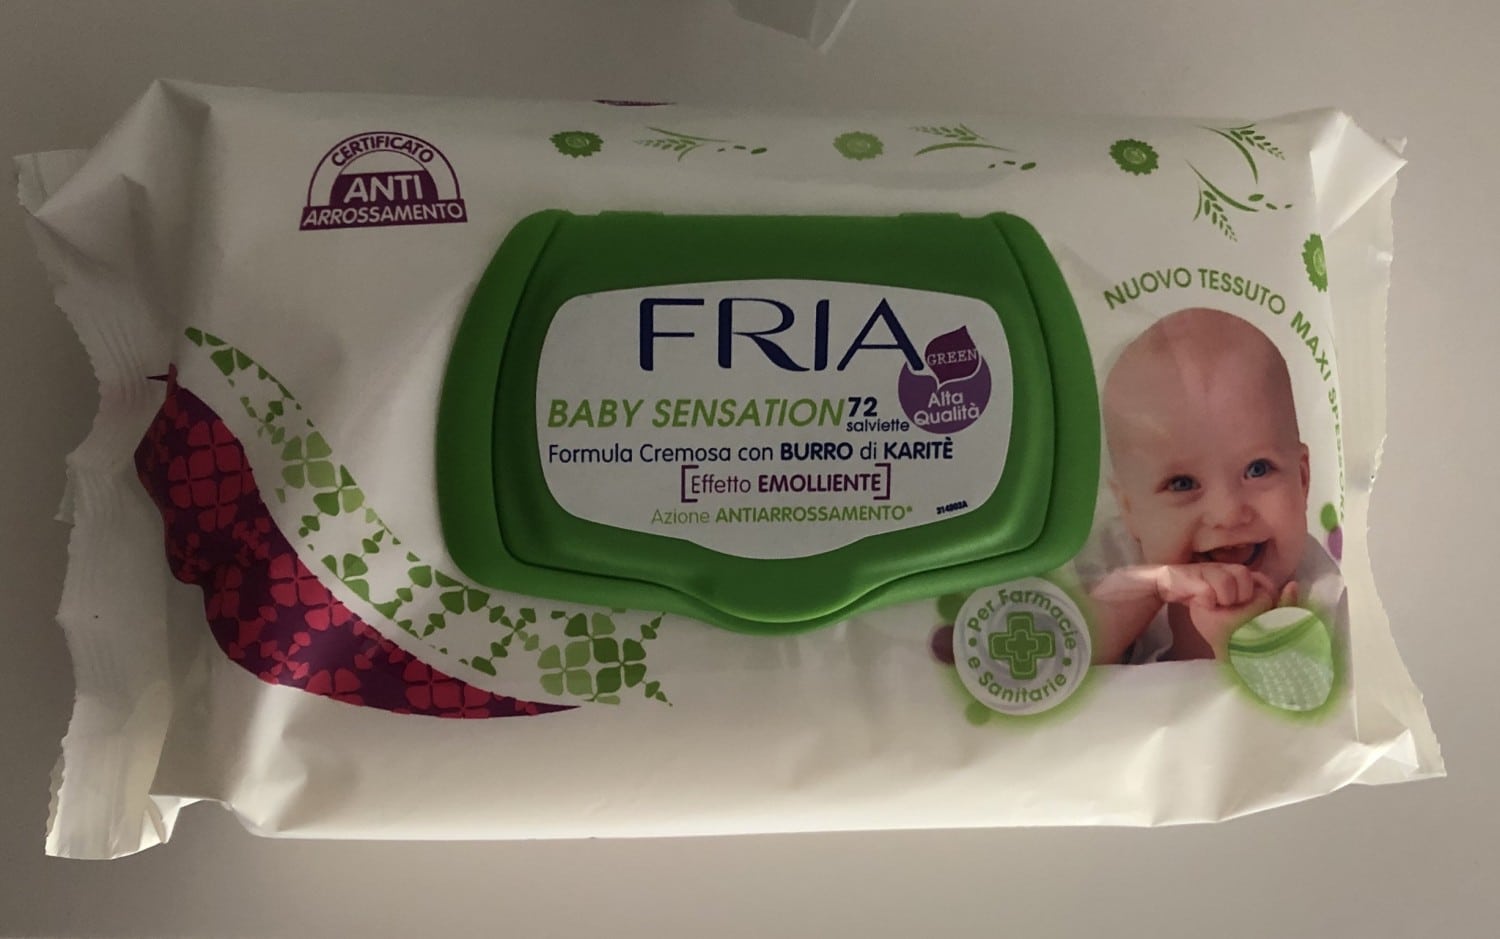 CERTIFICATO
ANTI
ARROSSAMENTO
FRIA
GREEN
Alta
Qualità
BABY SENSATION 72
salviette
Formula Cremosa con BURRO di KARITÈ
[Effetto EMOLLIENTE]
Azione ANTIARROSSAMENTO*
NUOVO TESSUTO MAXI SPESSORE
Per Farmacie
e Sanitarie